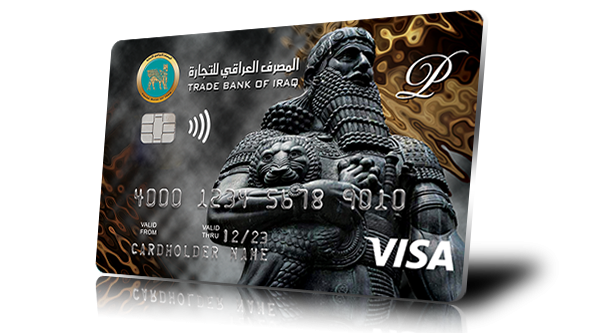 المصرف العراقي للتجارة
TRADE BANK OF IRAQ
P
4000 1234 5678 9010
VALID FROM
VALID THRU 12/23
CARDHOLDER NAME
VISA